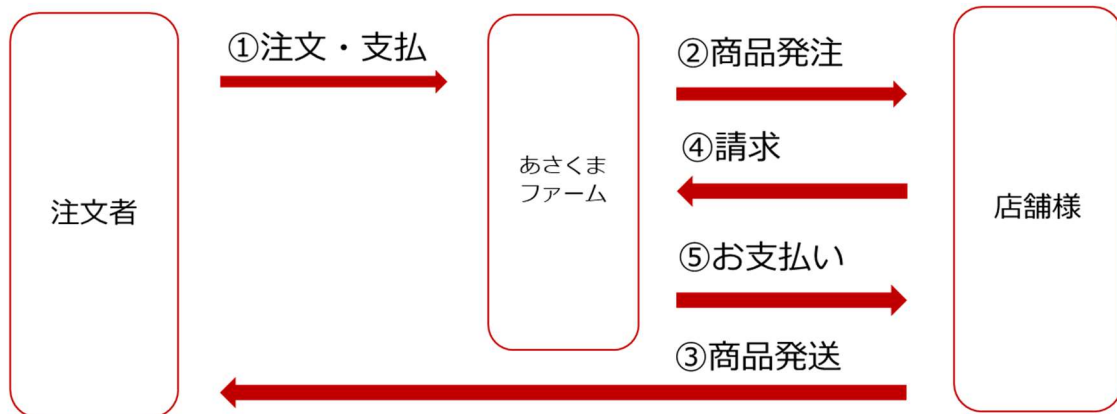 ①注文・支払
②商品発注
④請求
あさくま
ファーム
注文者
店舗様
⑤お支払い
③商品発送